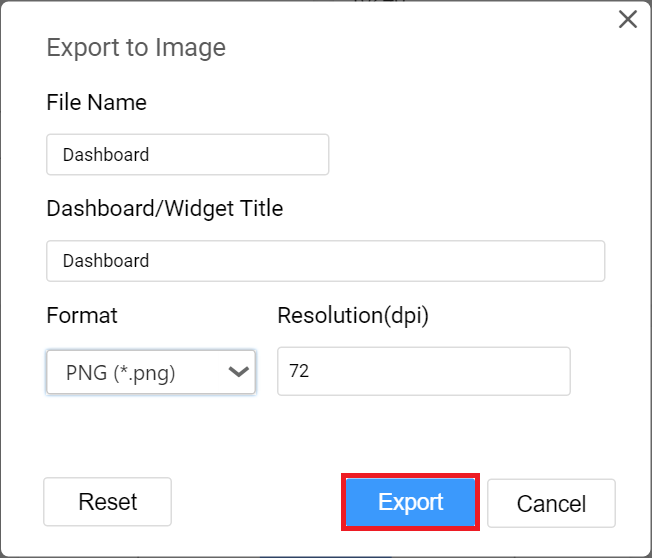 Export to Image
File Name
Dashboard
Dashboard/Widget Title
Dashboard
Format Resolution(dpi)
PNG (*.png) 72
Reset Export Cancel